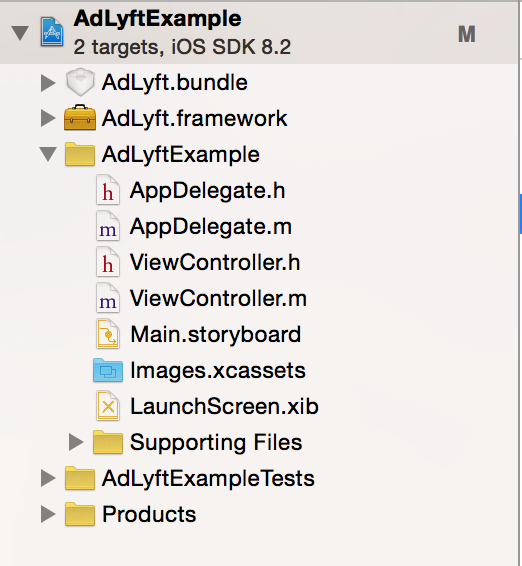 AdLyftExample
2 targets, iOS SDK 8.2
M
AdLyft.bundle
AdLyft.framework
AdLyftExample
h AppDelegate.h
m AppDelegate.m
h ViewController.h
m ViewController.m
Main.storyboard
Images.xcassets
LaunchScreen.xib
Supporting Files
AdLyftExampleTests
Products